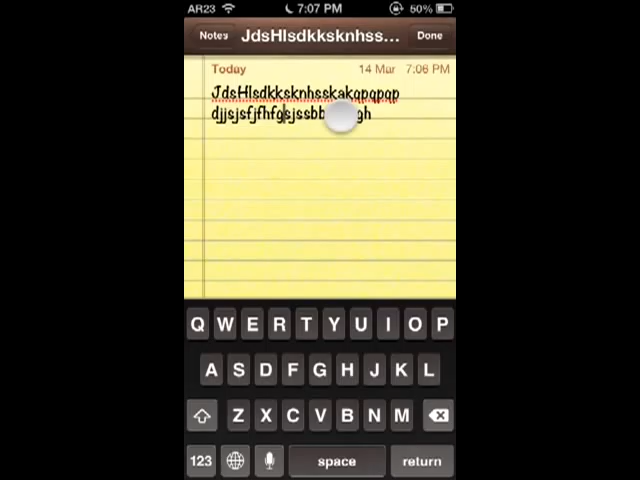 AR23 7:07 PM 50%
Notes JdsHlsdkksknhss... Done
Today 14 Mar 7:06 PM
JdsHlsdkksknhsskakqpqpqp
Q W E R T Y U I O P
A S D F G H J K L
Z X C V B N M
123 space return